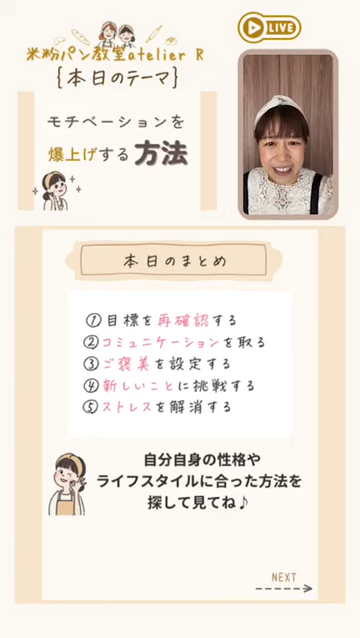 LIVE
米粉パン教室atelier R
{本日のテーマ}
モチベーションを
爆上げする 方法
本日のまとめ
①目標を再確認する
②コミュニケーションを取る
③ご褒美を設定する
④新しいことに挑戦する
⑤ストレスを解消する
自分自身の性格や
ライフスタイルに合った方法を
探して見てね♪
NEXT